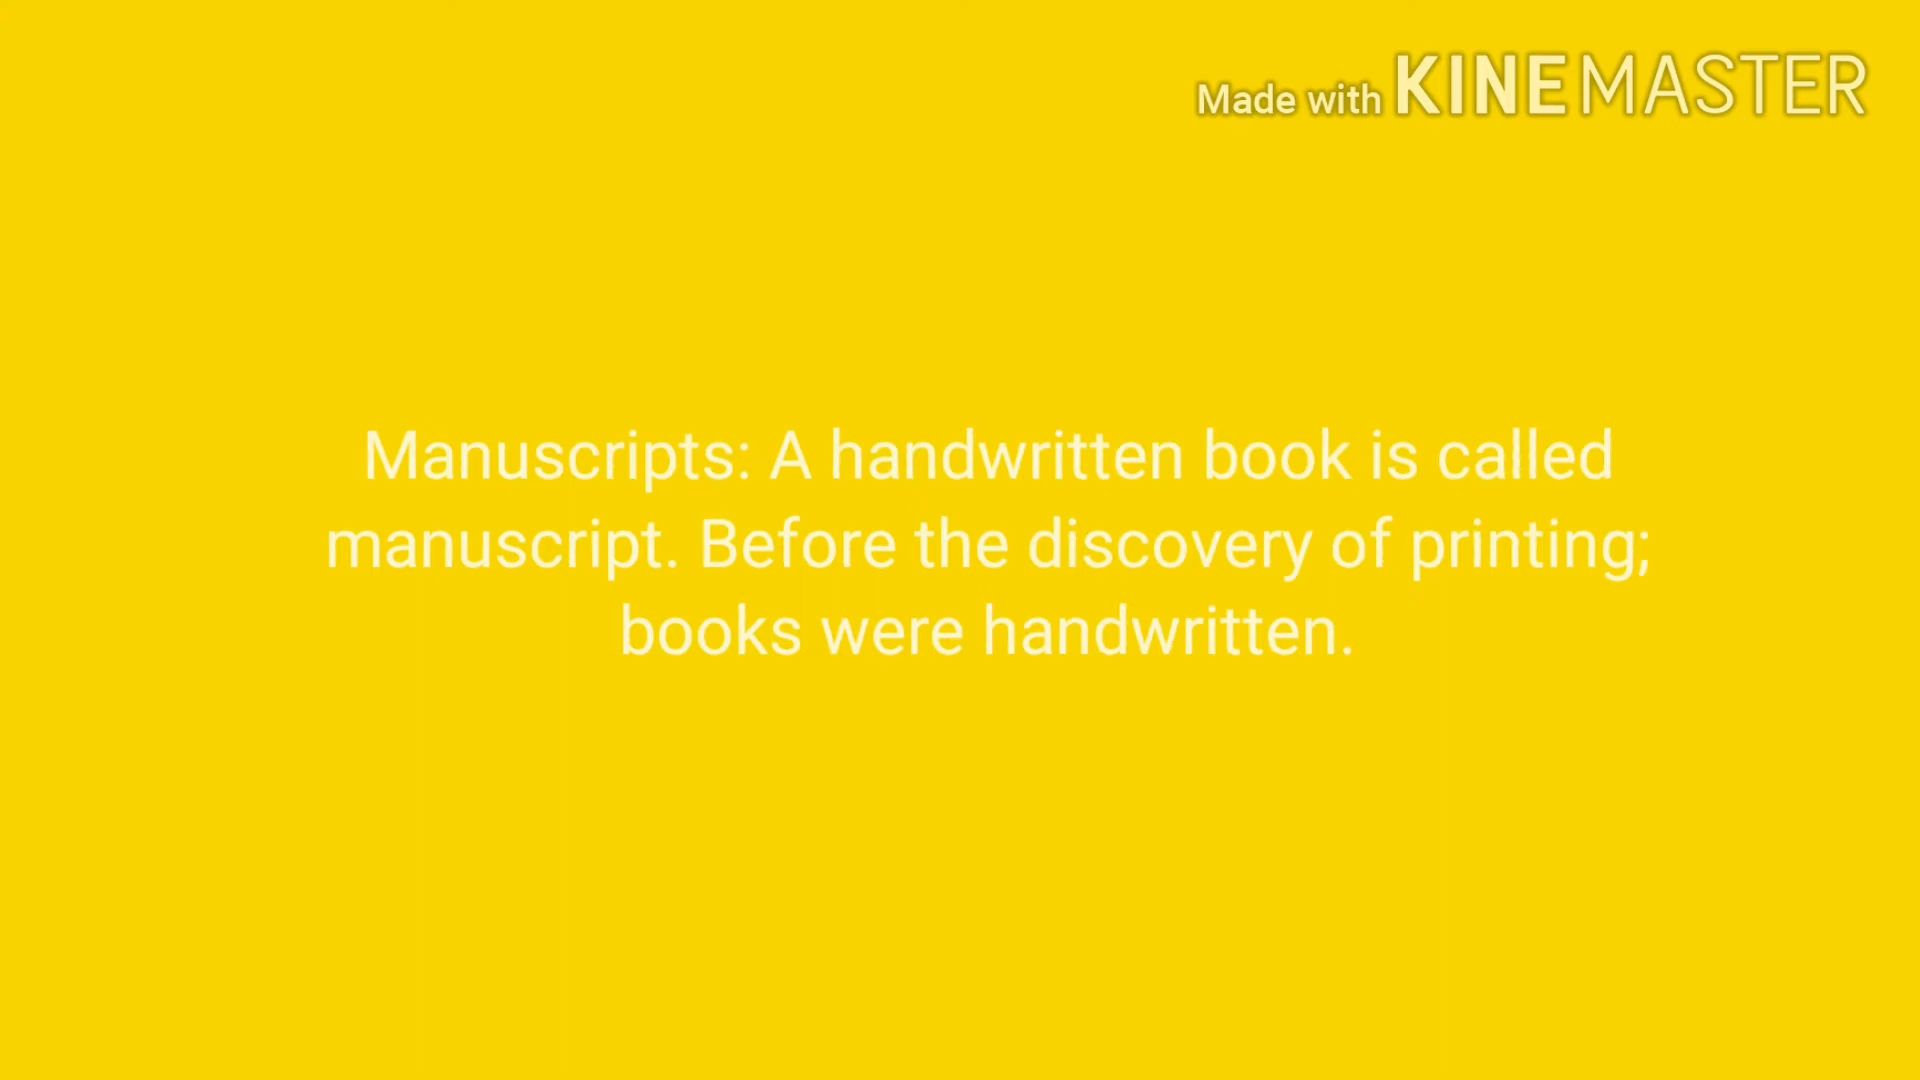 Made with KINEMASTER
Manuscripts: A handwritten book is called
manuscript. Before the discovery of printing;
books were handwritten.